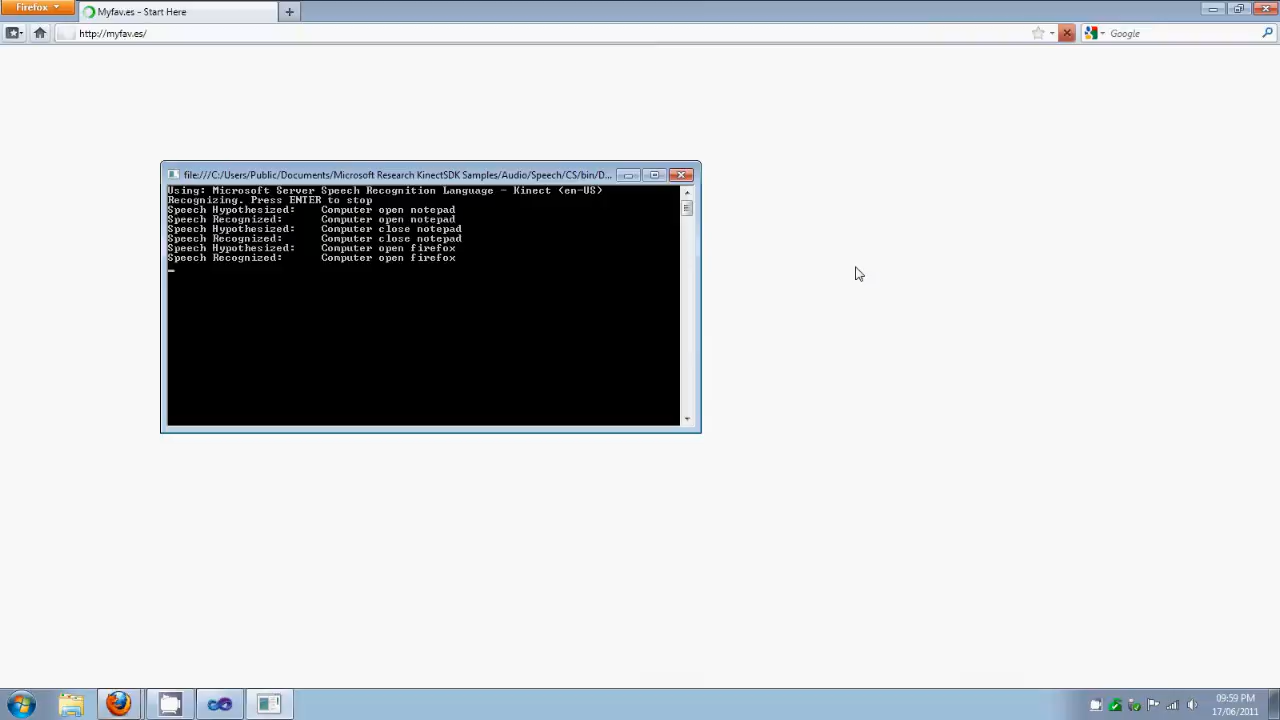 Firefox
Myfav.es - Start Here
http://myfav.es/
Google
file:///C:/Users/Public/Documents/Microsoft Research KinectSDK Samples/Audio/Speech/CS/bin/D...
Using: Microsoft Server Speech Recognition Language - Kinect (en-US)
Recognizing. Press ENTER to stop
Speech Hypothesized: Computer open notepad
Speech Recognized: Computer open notepad
Speech Hypothesized: Computer close notepad
Speech Recognized: Computer close notepad
Speech Hypothesized: Computer open firefox
Speech Recognized: Computer open firefox
09:59 PM
17/06/2011